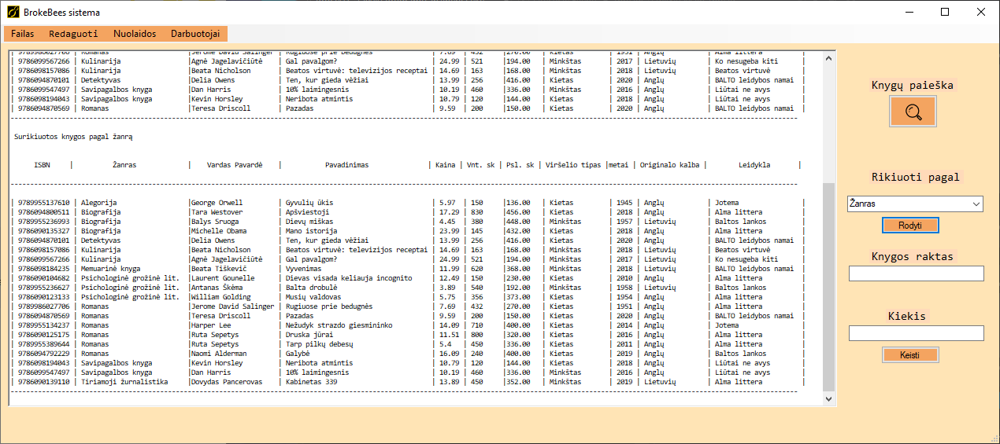 BrokeBees sistema
Failas Redaguoti Nuolaidos Darbuotojai
| 9789986027706 | Romanas |Jerome David Salinger | Rugiuose prie bedugnės | 7.69 | 432 |270.00 | Kietas | 1951 | Anglų | Alma littera |
| 9786099567266 | Kulinarija |Agnė Jagelavičiūtė | Gal pavalgom? | 24.99 | 521 |194.00 | Minkštas | 2017 | Lietuvių | Ko nesugeba kiti |
| 9786098157086 | Kulinarija |Beata Nicholson | Beatos virtuvė: televizijos receptai | 14.69 | 163 |168.00 | Minkštas | 2018 | Lietuvių | Beatos virtuvė |
| 9786094870101 | Detektyvas |Delia Owens | Ten, kur gieda vėžiai | 13.99 | 256 |416.00 | Kietas | 2020 | Anglų | BALTO leidybos namai |
| 9786099547497 | Savipagalbos knyga |Dan Harris | 10% laimingesnis | 10.19 | 460 |336.00 | Minkštas | 2016 | Anglų | Liūtai ne avys |
| 9786098194043 | Savipagalbos knyga |Kevin Horsley | Neribota atmintis | 10.79 | 120 |144.00 | Kietas | 2018 | Anglų | Liūtai ne avys |
| 9786094870569 | Romanas |Teresa Driscoll | Pazadas | 9.59 | 200 |150.00 | Kietas | 2020 | Anglų | BALTO leidybos namai |
Surikiuotos knygos pagal žanrą
ISBN | Žanras | Vardas Pavardė | Pavadinimas | Kaina | Vnt. sk | Psl. sk | Viršelio tipas |metai | Originalo kalba | Leidykla |
| 9789955137610 | Alegorija |George Orwell | Gyvulių ūkis | 5.97 | 150 |136.00 | Kietas | 1945 | Anglų | Jotema |
| 9786094800511 | Biografija |Tara Westover | Apšviestoji | 17.29 | 830 |456.00 | Kietas | 2018 | Anglų | Alma littera |
| 9789955236993 | Biografija |Balys Sruoga | Dievų miškas | 4.45 | 380 |448.00 | Minkštas | 1957 | Lietuvių | Baltos lankos |
| 9786090135327 | Biografija |Michelle Obama | Mano istorija | 23.99 | 145 |432.00 | Kietas | 2018 | Anglų | Alma littera |
| 9786094870101 | Detektyvas |Delia Owens | Ten, kur gieda vėžiai | 13.99 | 256 |416.00 | Kietas | 2020 | Anglų | BALTO leidybos namai |
| 9786098157086 | Kulinarija |Beata Nicholson | Beatos virtuvė: televizijos receptai | 14.69 | 163 |168.00 | Minkštas | 2018 | Lietuvių | Beatos virtuvė |
| 9786099567266 | Kulinarija |Agnė Jagelavičiūtė | Gal pavalgom? | 24.99 | 521 |194.00 | Minkštas | 2017 | Lietuvių | Ko nesugeba kiti |
| 9786098184235 | Memuarinė knyga |Beata Tiškevič | Vyvenimas | 11.99 | 620 |368.00 | Minkštas | 2018 | Lietuvių | BALTO leidybos namai |
| 9786090104682 | Psichologinė grožinė lit. |Laurent Gounelle | Dievas visada keliauja incognito | 12.49 | 150 |230.00 | Kietas | 2010 | Anglų | Alma littera |
| 9789955236627 | Psichologinė grožinė lit. |Antanas Škėma | Balta drobulė | 3.89 | 540 |192.00 | Minkštas | 1958 | Lietuvių | Baltos lankos |
| 9786090123133 | Psichologinė grožinė lit. |William Golding | Musių valdovas | 5.75 | 356 |373.00 | Kietas | 1954 | Anglų | Alma littera |
| 9789986027706 | Romanas |Jerome David Salinger | Rugiuose prie bedugnės | 7.69 | 432 |270.00 | Kietas | 1951 | Anglų | Alma littera |
| 9786094870569 | Romanas |Teresa Driscoll | Pazadas | 9.59 | 200 |150.00 | Kietas | 2020 | Anglų | BALTO leidybos namai |
| 9789955134237 | Romanas |Harper Lee | Nežudyk strazdo giesmininko | 14.09 | 710 |400.00 | Kietas | 2014 | Anglų | Jotema |
| 9786090125175 | Romanas |Ruta Sepetys | Druska jūrai | 11.51 | 800 |320.00 | Kietas | 2016 | Anglų | Alma littera |
| 9789955389644 | Romanas |Ruta Sepetys | Tarp pilkų debesų | 5.4 | 450 |336.00 | Kietas | 2011 | Anglų | Alma littera |
| 9786094792229 | Romanas |Naomi Alderman | Galybė | 16.09 | 240 |400.00 | Kietas | 2019 | Anglų | Baltos lankos |
| 9786098194043 | Savipagalbos knyga |Kevin Horsley | Neribota atmintis | 10.79 | 120 |144.00 | Kietas | 2018 | Anglų | Liūtai ne avys |
| 9786099547497 | Savipagalbos knyga |Dan Harris | 10% laimingesnis | 10.19 | 460 |336.00 | Minkštas | 2016 | Anglų | Liūtai ne avys |
| 9786090139110 | Tiriamoji žurnalistika |Dovydas Pancerovas | Kabinetas 339 | 13.89 | 450 |352.00 | Minkštas | 2019 | Lietuvių | Alma littera |
Knygų paieška
Rikiuoti pagal
Žanras
Rodyti
Knygos raktas
Kiekis
Keisti